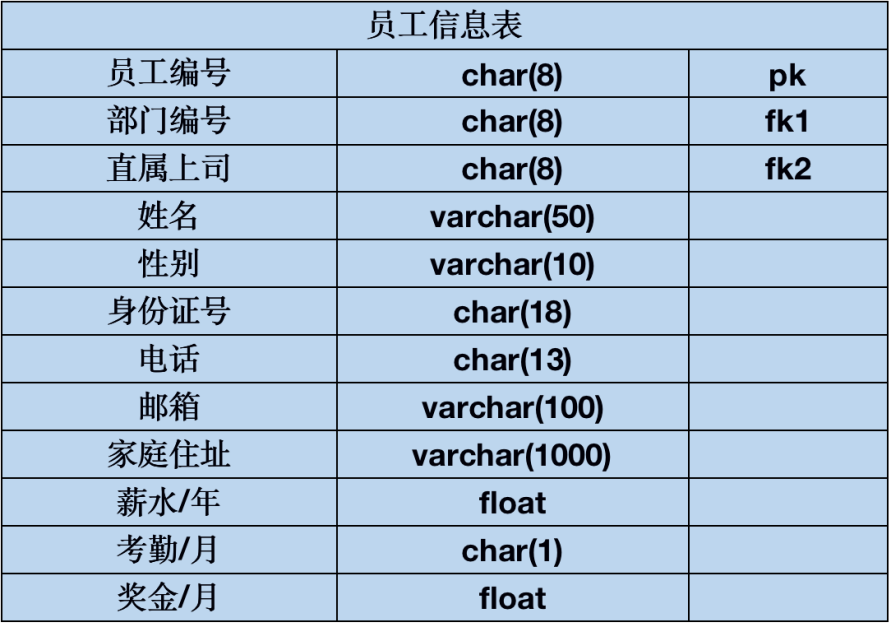 员工信息表
员工编号 char(8) pk
部门编号 char(8) fk1
直属上司 char(8) fk2
姓名 varchar(50)
性别 varchar(10)
身份证号 char(18)
电话 char(13)
邮箱 varchar(100)
家庭住址 varchar(1000)
薪水/年 float
考勤/月 char(1)
奖金/月 float